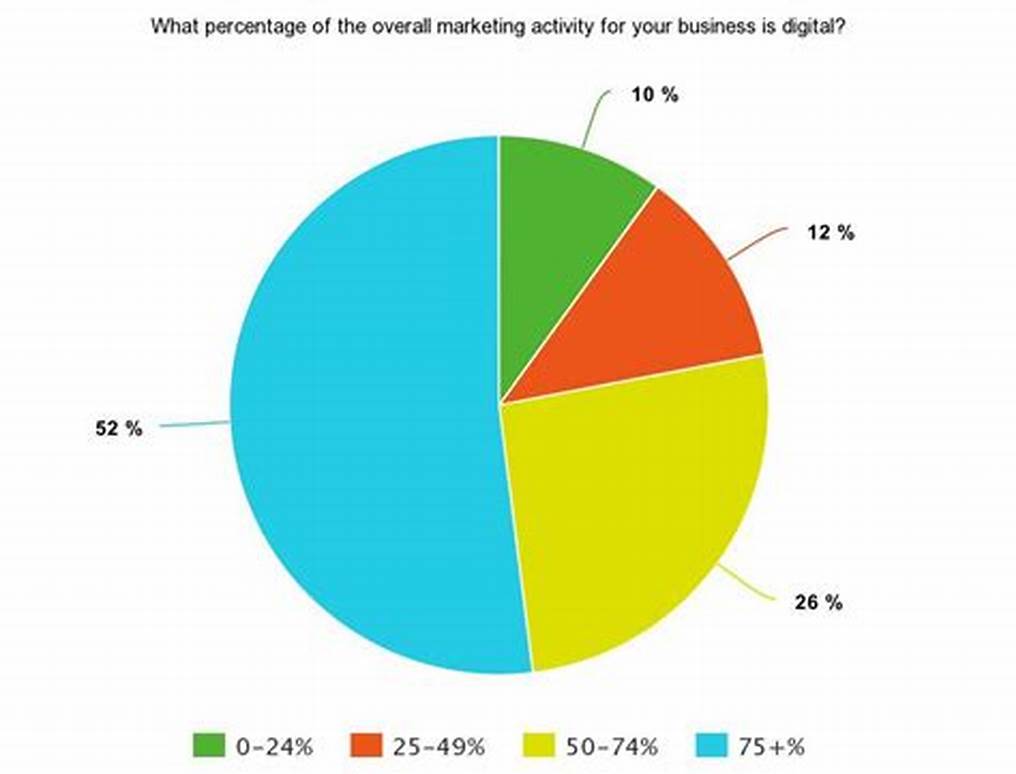 What percentage of the overall marketing activity for your business is digital?
10 %
12 %
52 %
26 %
0-24% 25-49% 50-74% 75+%